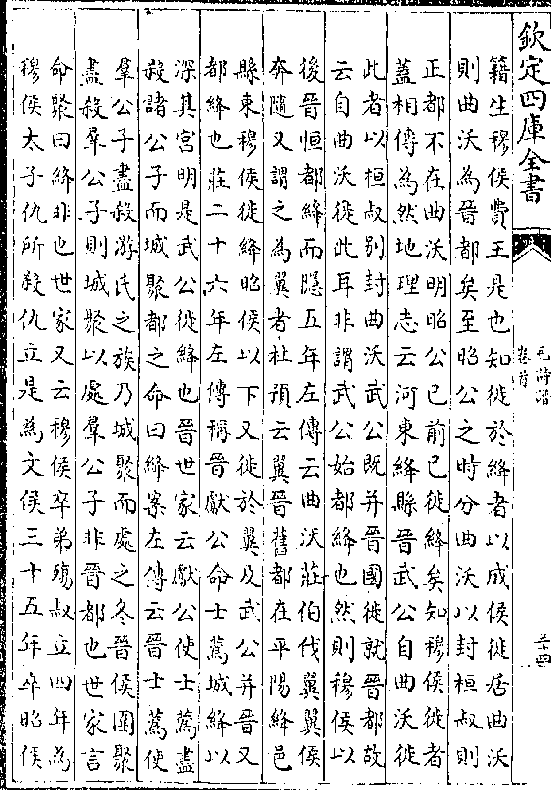 欽定四庫全書
毛詩譜
卷首
三十四
籍生穆侯費王是也知徙於絳者以成侯徙居曲沃
則曲沃為晉都矣至昭公之時分曲沃以封桓叔則
正都不在曲沃明昭公已前已徙絳矣知穆侯徙者
蓋相傳為然地理志云河東絳縣晉武公自曲沃徙
此者以桓叔别封曲沃武公既并晉國徙就晉都故
云自曲沃徙此耳非謂武公始都絳也然則穆侯以
後晉恒都絳而隱五年左傳云曲沃莊伯伐翼翼侯
奔隨又謂之為翼者杜預云翼晉舊都在平陽絳邑
縣東穆侯徙絳昭侯以下又徙於翼及武公并晉又
都絳也莊二十六年左傳稱晉獻公命士蒍城絳以
深其宫明是武公徙絳也晉世家云獻公使士蒍盡
殺諸公子而城聚都之命曰絳案左傳云晉士蒍使
羣公子盡殺游氏之族乃城聚而處之冬晉侯圍聚
盡殺羣公子則城聚以處羣公子非晉都也世家言
命聚曰絳非也世家又云穆侯卒弟殤叔立四年為
穆侯太子仇所殺仇立是為文侯三十五年卒昭侯